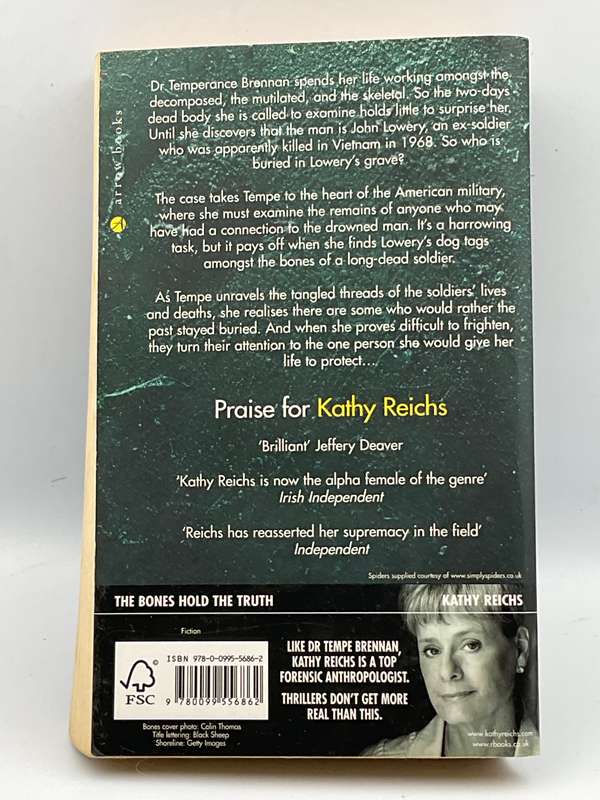 Dr Temperance Brennan spends her life working amongst the
decomposed, the mutilated, and the skeletal. So the two-days
dead body she is called to examine holds little to surprise her.
Until she discovers that the man is John Lowery, an ex-soldier
who was apparently killed in Vietnam in 1968. So who is
buried in Lowery's grave?
The case takes Tempe to the heart of the American military,
where she must examine the remains of anyone who may
have had a connection to the drowned man. It's a harrowing
task, but it pays off when she finds Lowery's dog tags
amongst the bones of a long-dead soldier.
As Tempe unravels the tangled threads of the soldiers' lives
and deaths, she realises there are some who would rather the
past stayed buried. And when she proves difficult to frighten,
they turn their attention to the one person she would give her
life to protect...
Praise for Kathy Reichs
'Brilliant' Jeffery Deaver
'Kathy Reichs is now the alpha female of the genre'
Irish Independent
'Reichs has reasserted her supremacy in the field'
Independent
Spiders supplied courtesy of www.simplyspiders.co.uk
arrow books
THE BONES HOLD THE TRUTH
KATHY REICHS
Fiction
ISBN 978-0-0995-5686-2
9 780099 556862
FSC
Bones cover photo: Colin Thomas
Title lettering: Black Sheep
Shoreline: Getty Images
LIKE DR TEMPE BRENNAN,
KATHY REICHS IS A TOP
FORENSIC ANTHROPOLOGIST.
THRILLERS DON'T GET MORE
REAL THAN THIS.
www.kathyreichs.com
www.rbooks.co.uk